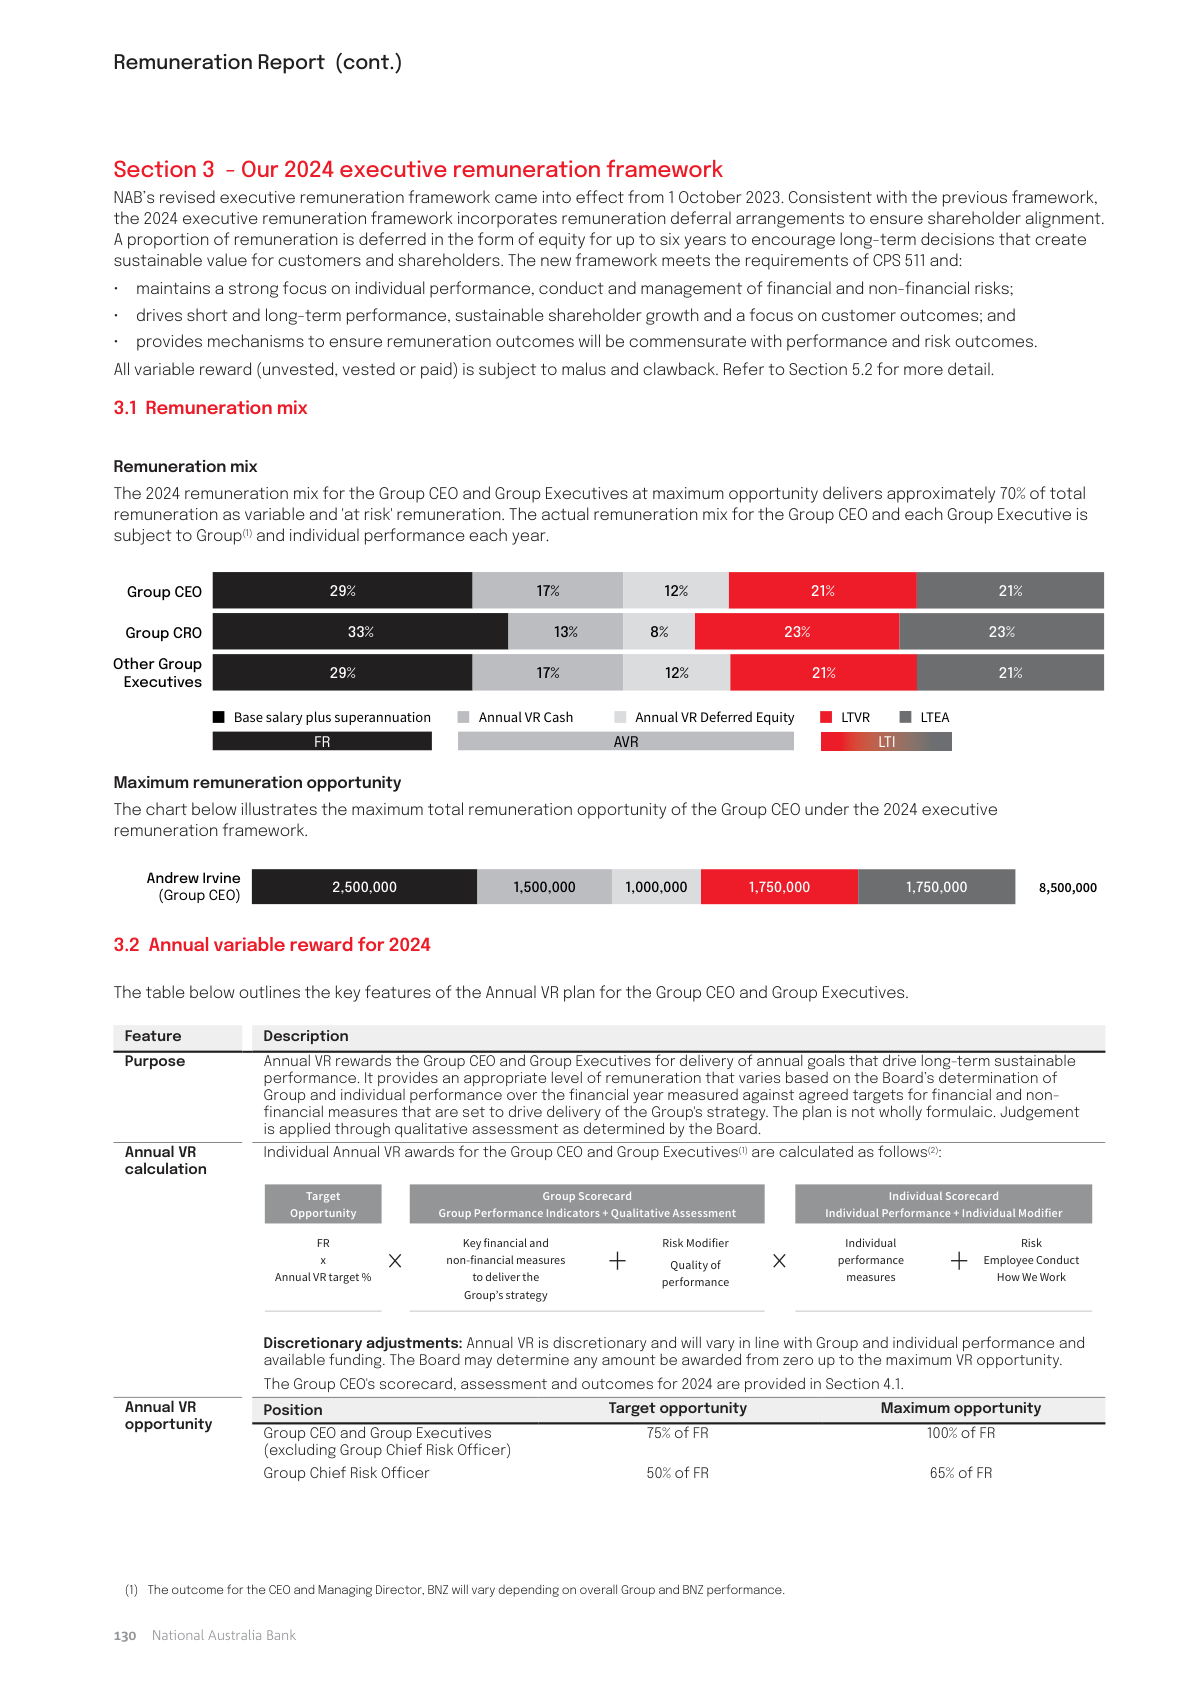 Remuneration Report (cont.)
Section 3 - Our 2024 executive remuneration framework
NAB's revised executive remuneration framework came into effect from 1 October 2023. Consistent with the previous framework,
the 2024 executive remuneration framework incorporates remuneration deferral arrangements to ensure shareholder alignment.
A proportion of remuneration is deferred in the form of equity for up to six years to encourage long-term decisions that create
sustainable value for customers and shareholders. The new framework meets the requirements of CPS 511 and:
• maintains a strong focus on individual performance, conduct and management of financial and non-financial risks;
• drives short and long-term performance, sustainable shareholder growth and a focus on customer outcomes; and
• provides mechanisms to ensure remuneration outcomes will be commensurate with performance and risk outcomes.
All variable reward (unvested, vested or paid) is subject to malus and clawback. Refer to Section 5.2 for more detail.
3.1 Remuneration mix
Remuneration mix
The 2024 remuneration mix for the Group CEO and Group Executives at maximum opportunity delivers approximately 70% of total
remuneration as variable and 'at risk' remuneration. The actual remuneration mix for the Group CEO and each Group Executive is
subject to Group(1) and individual performance each year.
Group CEO 29% 17% 12% 21% 21%
Group CRO 33% 13% 8% 23% 23%
Other Group
Executives 29% 17% 12% 21% 21%
Base salary plus superannuation Annual VR Cash Annual VR Deferred Equity LTVR LTEA
FR AVR LTI
Maximum remuneration opportunity
The chart below illustrates the maximum total remuneration opportunity of the Group CEO under the 2024 executive
remuneration framework.
Andrew Irvine
(Group CEO) 2,500,000 1,500,000 1,000,000 1,750,000 1,750,000 8,500,000
3.2 Annual variable reward for 2024
The table below outlines the key features of the Annual VR plan for the Group CEO and Group Executives.
Feature Description
Purpose Annual VR rewards the Group CEO and Group Executives for delivery of annual goals that drive long-term sustainable
performance. It provides an appropriate level of remuneration that varies based on the Board's determination of
Group and individual performance over the financial year measured against agreed targets for financial and non-
financial measures that are set to drive delivery of the Group's strategy. The plan is not wholly formulaic. Judgement
is applied through qualitative assessment as determined by the Board.
Annual VR
calculation
Individual Annual VR awards for the Group CEO and Group Executives(1) are calculated as follows(2):
Target
Opportunity
FR
x
Annual VR target %
×
Group Scorecard
Group Performance Indicators + Qualitative Assessment
Key financial and
non-financial measures
to deliver the
Group's strategy
+
Risk Modifier
Quality of
performance
×
Individual Scorecard
Individual Performance + Individual Modifier
Individual
performance
measures
+
Risk
Employee Conduct
How We Work
Discretionary adjustments: Annual VR is discretionary and will vary in line with Group and individual performance and
available funding. The Board may determine any amount be awarded from zero up to the maximum VR opportunity.
The Group CEO's scorecard, assessment and outcomes for 2024 are provided in Section 4.1.
Annual VR
opportunity
Position Target opportunity Maximum opportunity
Group CEO and Group Executives
(excluding Group Chief Risk Officer) 75% of FR 100% of FR
Group Chief Risk Officer 50% of FR 65% of FR
(1) The outcome for the CEO and Managing Director, BNZ will vary depending on overall Group and BNZ performance.
130 National Australia Bank